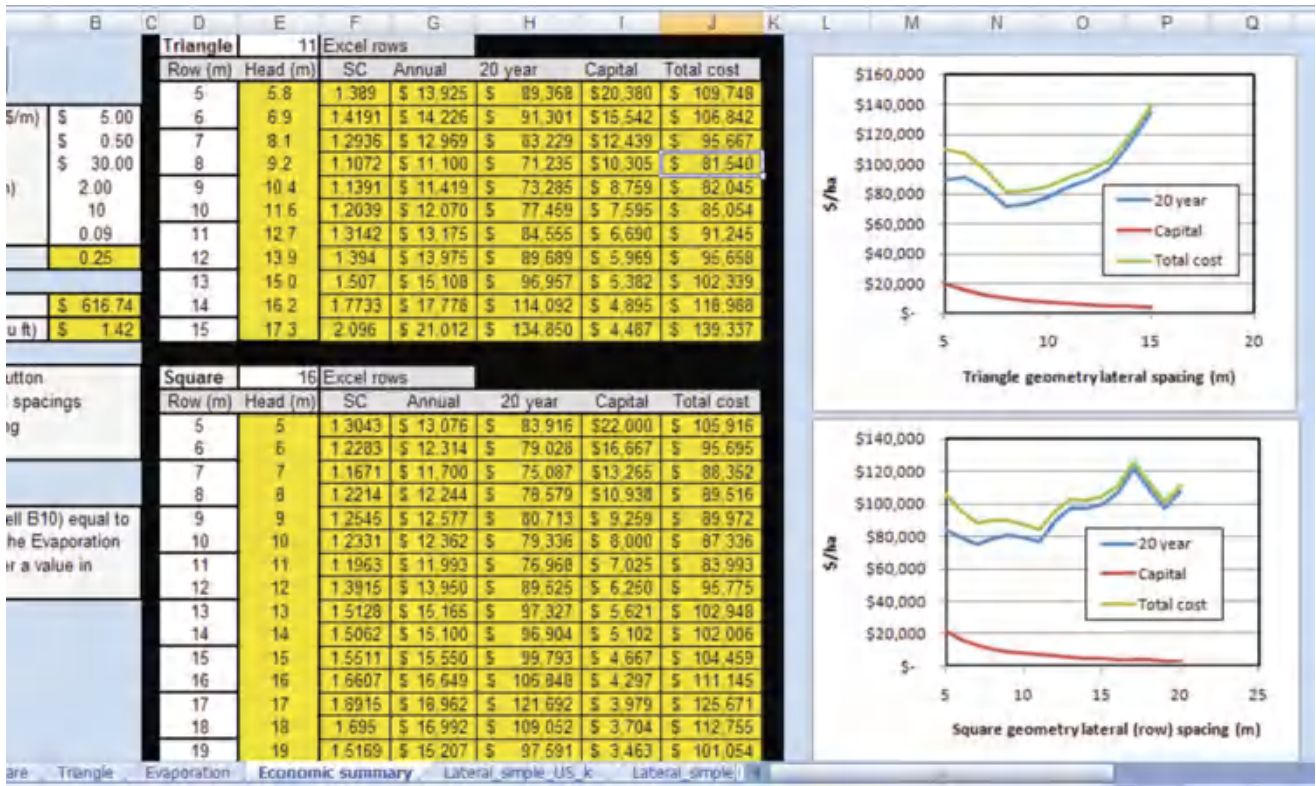 B C D E F G H I J K L M N O P Q
Triangle 11 Excel rows
Row (m) Head (m) SC Annual 20 year Capital Total cost
5 5.8 1.389 $ 13,925 $ 89,368 $20,380 $ 109,748
$/m) $ 5.00 6 6.9 1.4191 $ 14,226 $ 91,301 $15,542 $ 106,842
$ 0.50 7 8.1 1.2936 $ 12,969 $ 83,229 $12,439 $ 95,667
$ 30.00 8 9.2 1.1072 $ 11,100 $ 71,235 $10,305 $ 81,540
) 2.00 9 10.4 1.1391 $ 11,419 $ 73,285 $ 8,759 $ 82,045
10 10 11.6 1.2039 $ 12,070 $ 77,459 $ 7,595 $ 85,054
0.09 11 12.7 1.3142 $ 13,175 $ 84,555 $ 6,690 $ 91,245
0.25 12 13.9 1.394 $ 13,975 $ 89,689 $ 5,969 $ 95,658
13 15.0 1.507 $ 15,108 $ 96,957 $ 5,382 $ 102,339
$ 616.74 14 16.2 1.7733 $ 17,778 $ 114,092 $ 4,895 $ 118,988
u ft) $ 1.42 15 17.3 2.096 $ 21,012 $ 134,850 $ 4,487 $ 139,337
utton Square 16 Excel rows
spacings Row (m) Head (m) SC Annual 20 year Capital Total cost
g 5 5 1.3043 $ 13,076 $ 83,916 $22,000 $ 105,916
6 6 1.2283 $ 12,314 $ 79,028 $16,667 $ 95,695
7 7 1.1671 $ 11,700 $ 75,087 $13,265 $ 88,352
8 8 1.2214 $ 12,244 $ 78,579 $10,938 $ 89,516
ell B10) equal to 9 9 1.2545 $ 12,577 $ 80,713 $ 9,259 $ 89,972
he Evaporation 10 10 1.2331 $ 12,362 $ 79,336 $ 8,000 $ 87,336
r a value in 11 11 1.1963 $ 11,993 $ 76,968 $ 7,025 $ 83,993
12 12 1.3915 $ 13,950 $ 89,525 $ 6,250 $ 95,775
13 13 1.5128 $ 15,165 $ 97,327 $ 5,621 $ 102,948
14 14 1.5062 $ 15,100 $ 96,904 $ 5,102 $ 102,006
15 15 1.5511 $ 15,550 $ 99,793 $ 4,667 $ 104,459
16 16 1.6607 $ 16,649 $ 106,848 $ 4,297 $ 111,145
17 17 1.8915 $ 18,962 $ 121,692 $ 3,979 $ 125,671
18 18 1.695 $ 16,992 $ 109,052 $ 3,704 $ 112,755
19 19 1.5169 $ 15,207 $ 97,591 $ 3,463 $ 101,054
are Triangle Evaporation Economic summary Lateral_simple_US_k Lateral_simple
$160,000
$140,000
$120,000
$100,000
$80,000
$60,000
$40,000
$20,000
$-
$/ha
20 year
Capital
Total cost
5 10 15 20
Triangle geometry lateral spacing (m)
$140,000
$120,000
$100,000
$80,000
$60,000
$40,000
$20,000
$-
$/ha
20 year
Capital
Total cost
5 10 15 20 25
Square geometry lateral (row) spacing (m)